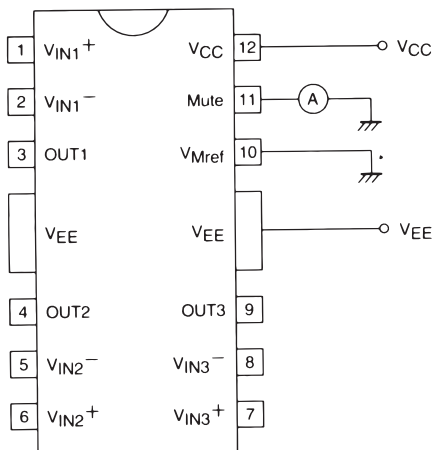 1 VIN1+ VCC 12 VCC
2 VIN1− Mute 11 A
3 OUT1 VMref 10
VEE VEE VEE
4 OUT2 OUT3 9
5 VIN2− VIN3− 8
6 VIN2+ VIN3+ 7